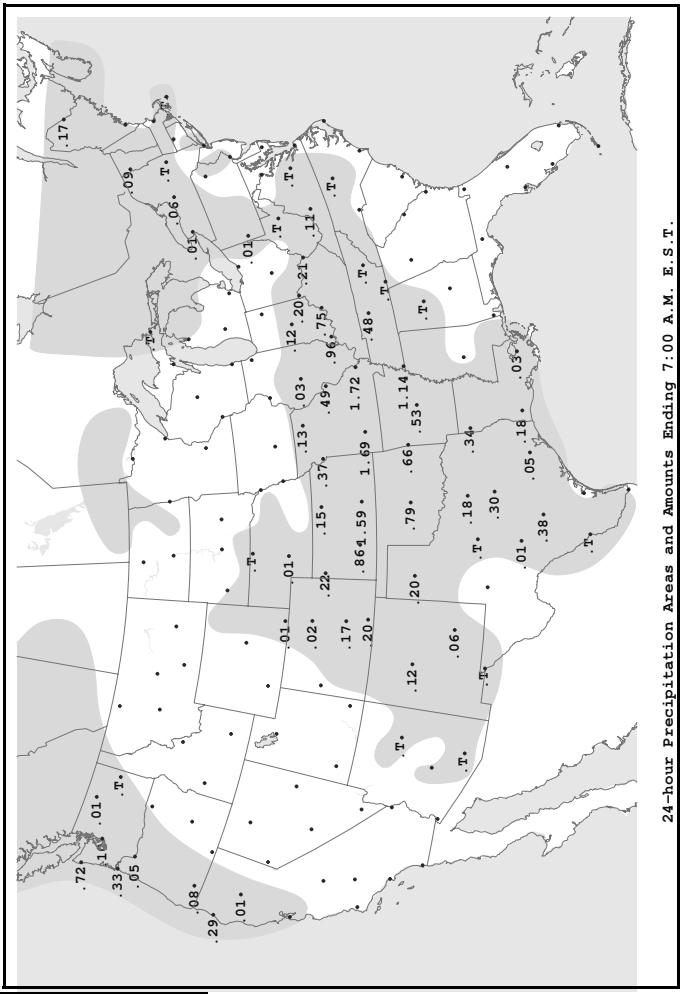 .17
.72
.01
.33
T
.09
.05
T
T
T
.06
.01
.08
.29
.01
.01
T
T
.01
.01
T
.12
.20
.03
.21
.13
.11
.02
.15
.75
.37
.49
.22
.96
T
.17
1.72
.86
1.59
T
1.69
.48
.20
T
T
1.14
.66
.79
.12
.20
.53
T
.06
T
.18
.34
T
T
.30
.03
.01
.18
.05
.38
T
24-hour Precipitation Areas and Amounts Ending 7:00 A.M. E.S.T.